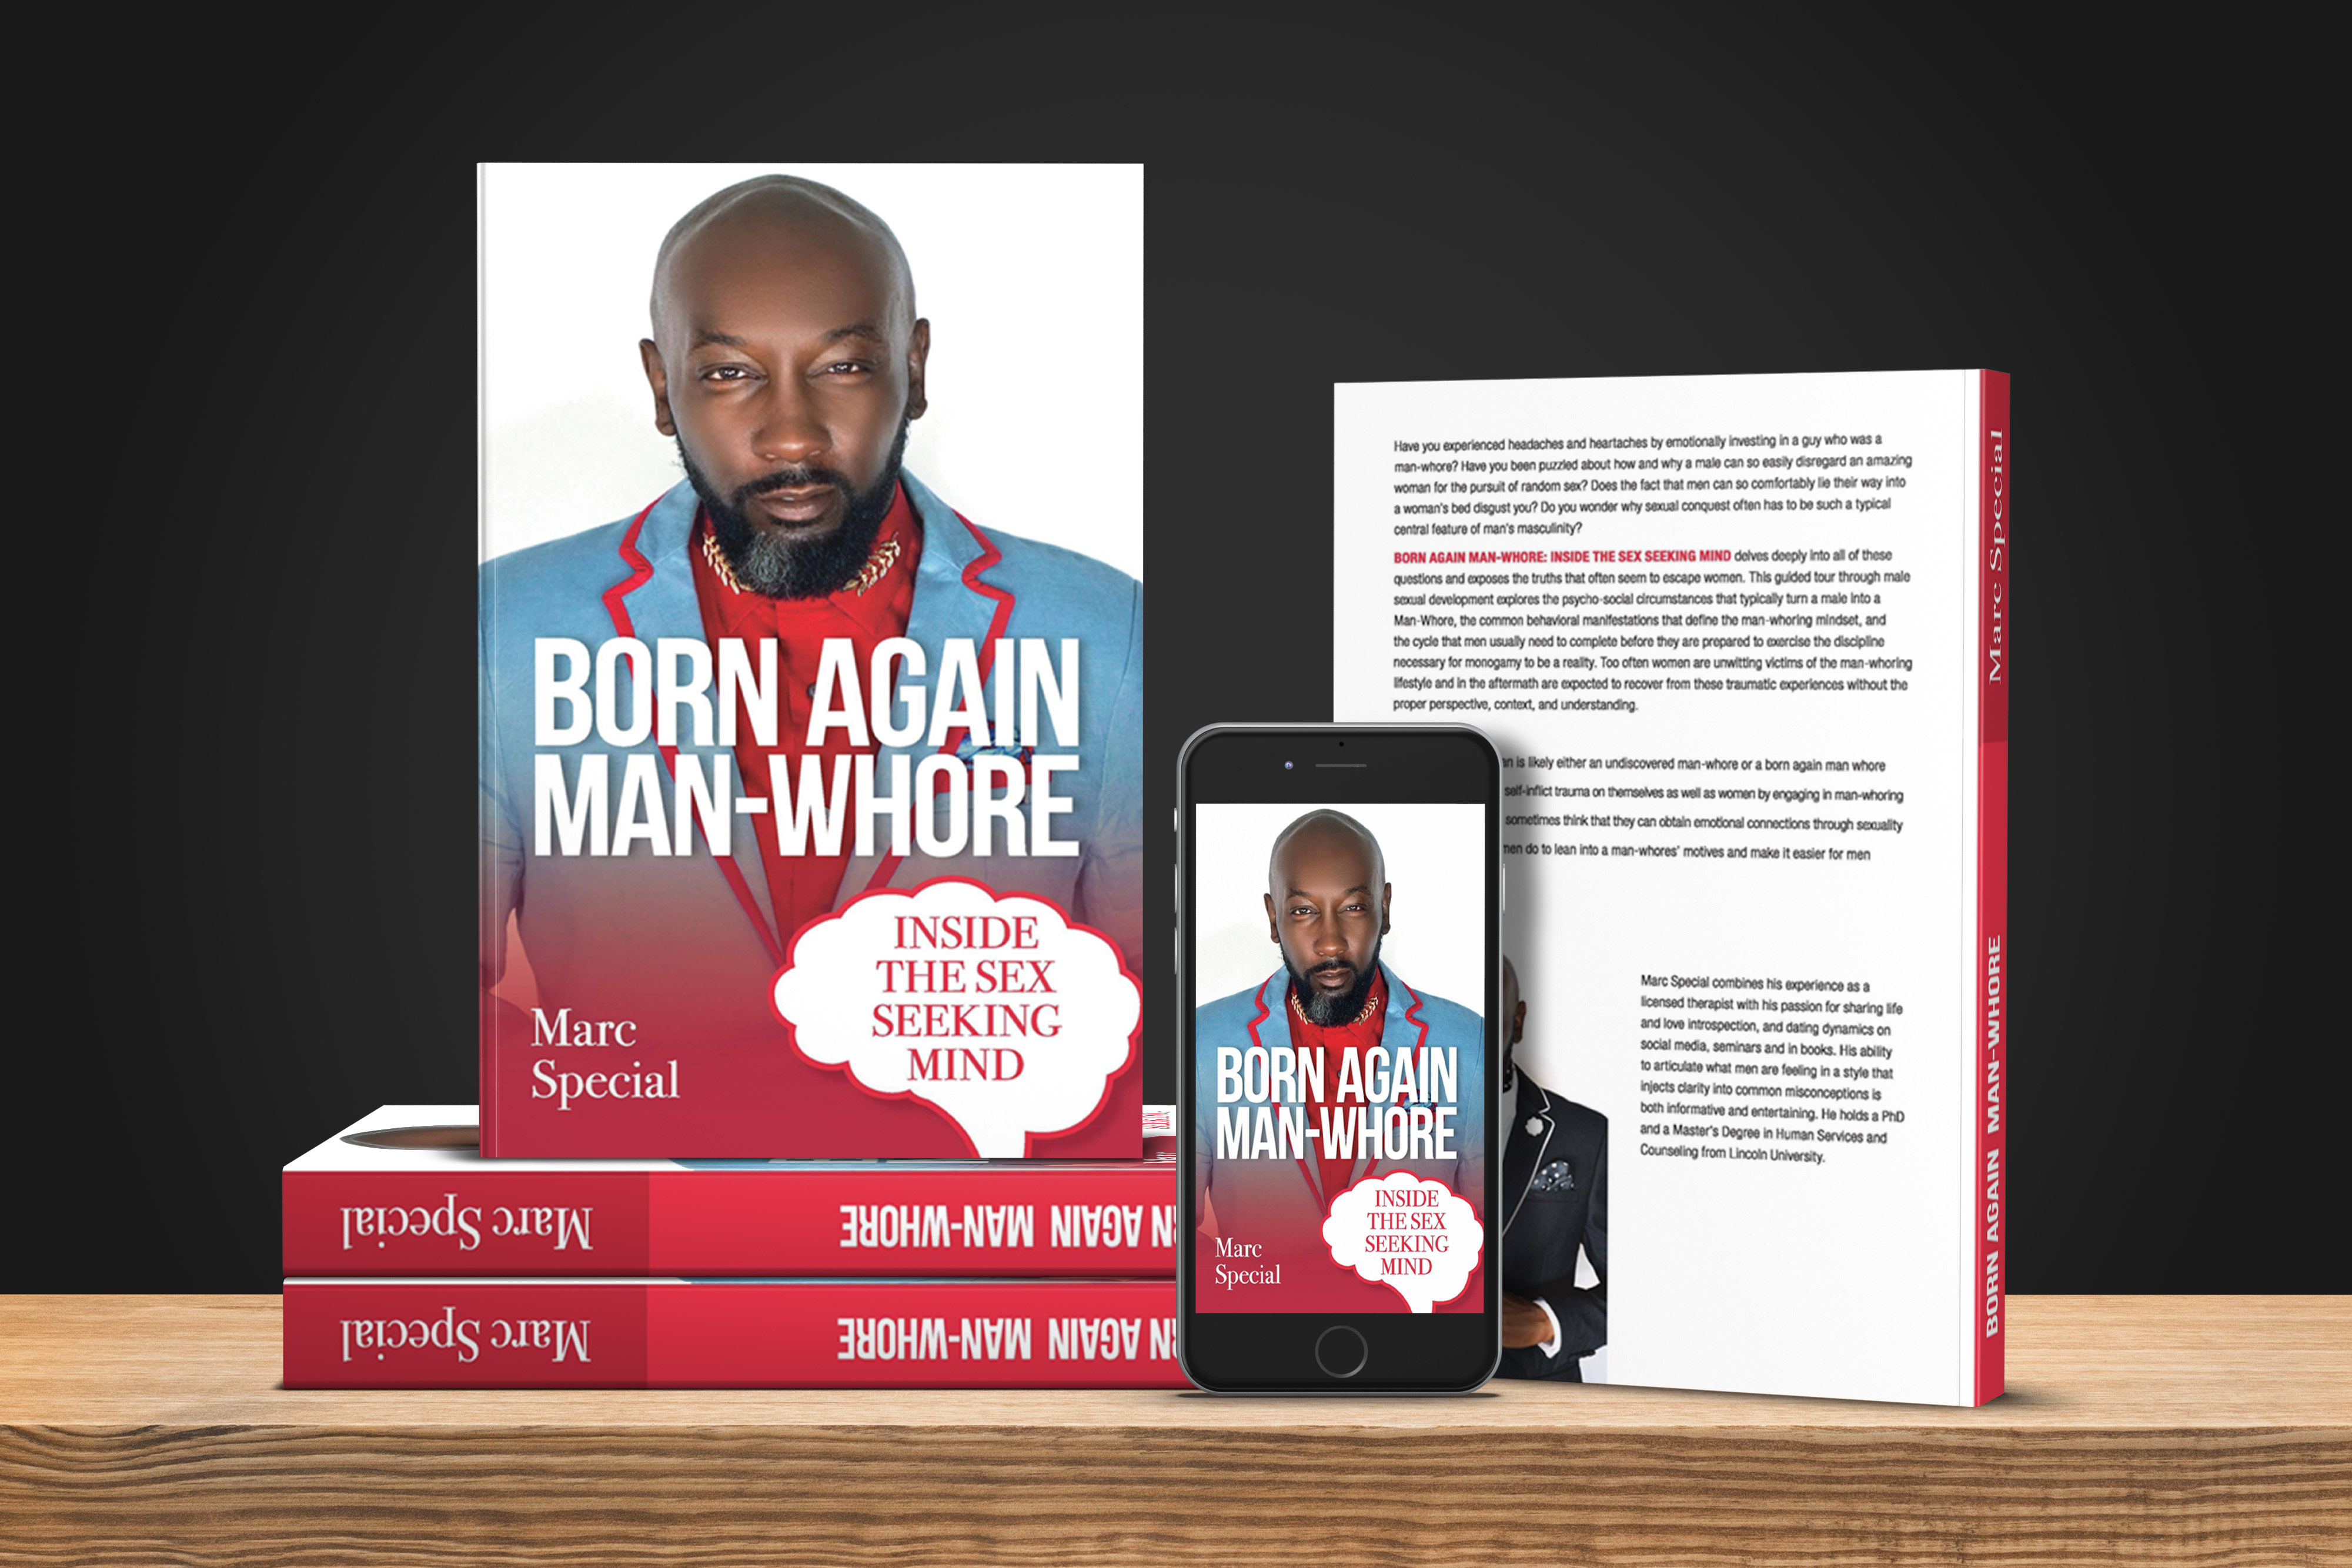 BORN AGAIN
MAN-WHORE
INSIDE
THE SEX
SEEKING
MIND
Marc
Special
Marc Special
RN AGAIN MAN-WHORE
Marc Special
RN AGAIN MAN-WHORE
BORN AGAIN
MAN-WHORE
INSIDE
THE SEX
SEEKING
MIND
Marc
Special
Have you experienced headaches and heartaches by emotionally investing in a guy who was a
man-whore? Have you been puzzled about how and why a male can so easily disregard an amazing
woman for the pursuit of random sex? Does the fact that men can so comfortably lie their way into
a woman's bed disgust you? Do you wonder why sexual conquest often has to be such a typical
central feature of man's masculinity?
BORN AGAIN MAN-WHORE: INSIDE THE SEX SEEKING MIND delves deeply into all of these
questions and exposes the truths that often seem to escape women. This guided tour through male
sexual development explores the psycho-social circumstances that typically turn a male into a
Man-Whore, the common behavioral manifestations that define the man-whoring mindset, and
the cycle that men usually need to complete before they are prepared to exercise the discipline
necessary for monogamy to be a reality. Too often women are unwitting victims of the man-whoring
lifestyle and in the aftermath are expected to recover from these traumatic experiences without the
proper perspective, context, and understanding.
is likely either an undiscovered man-whore or a born again man whore
self-inflict trauma on themselves as well as women by engaging in man-whoring
sometimes think that they can obtain emotional connections through sexuality
men do to lean into a man-whores' motives and make it easier for men
Marc Special combines his experience as a
licensed therapist with his passion for sharing life
and love introspection, and dating dynamics on
social media, seminars and in books. His ability
to articulate what men are feeling in a style that
injects clarity into common misconceptions is
both informative and entertaining. He holds a PhD
and a Master's Degree in Human Services and
Counseling from Lincoln University.
Marc Special
BORN AGAIN MAN-WHORE